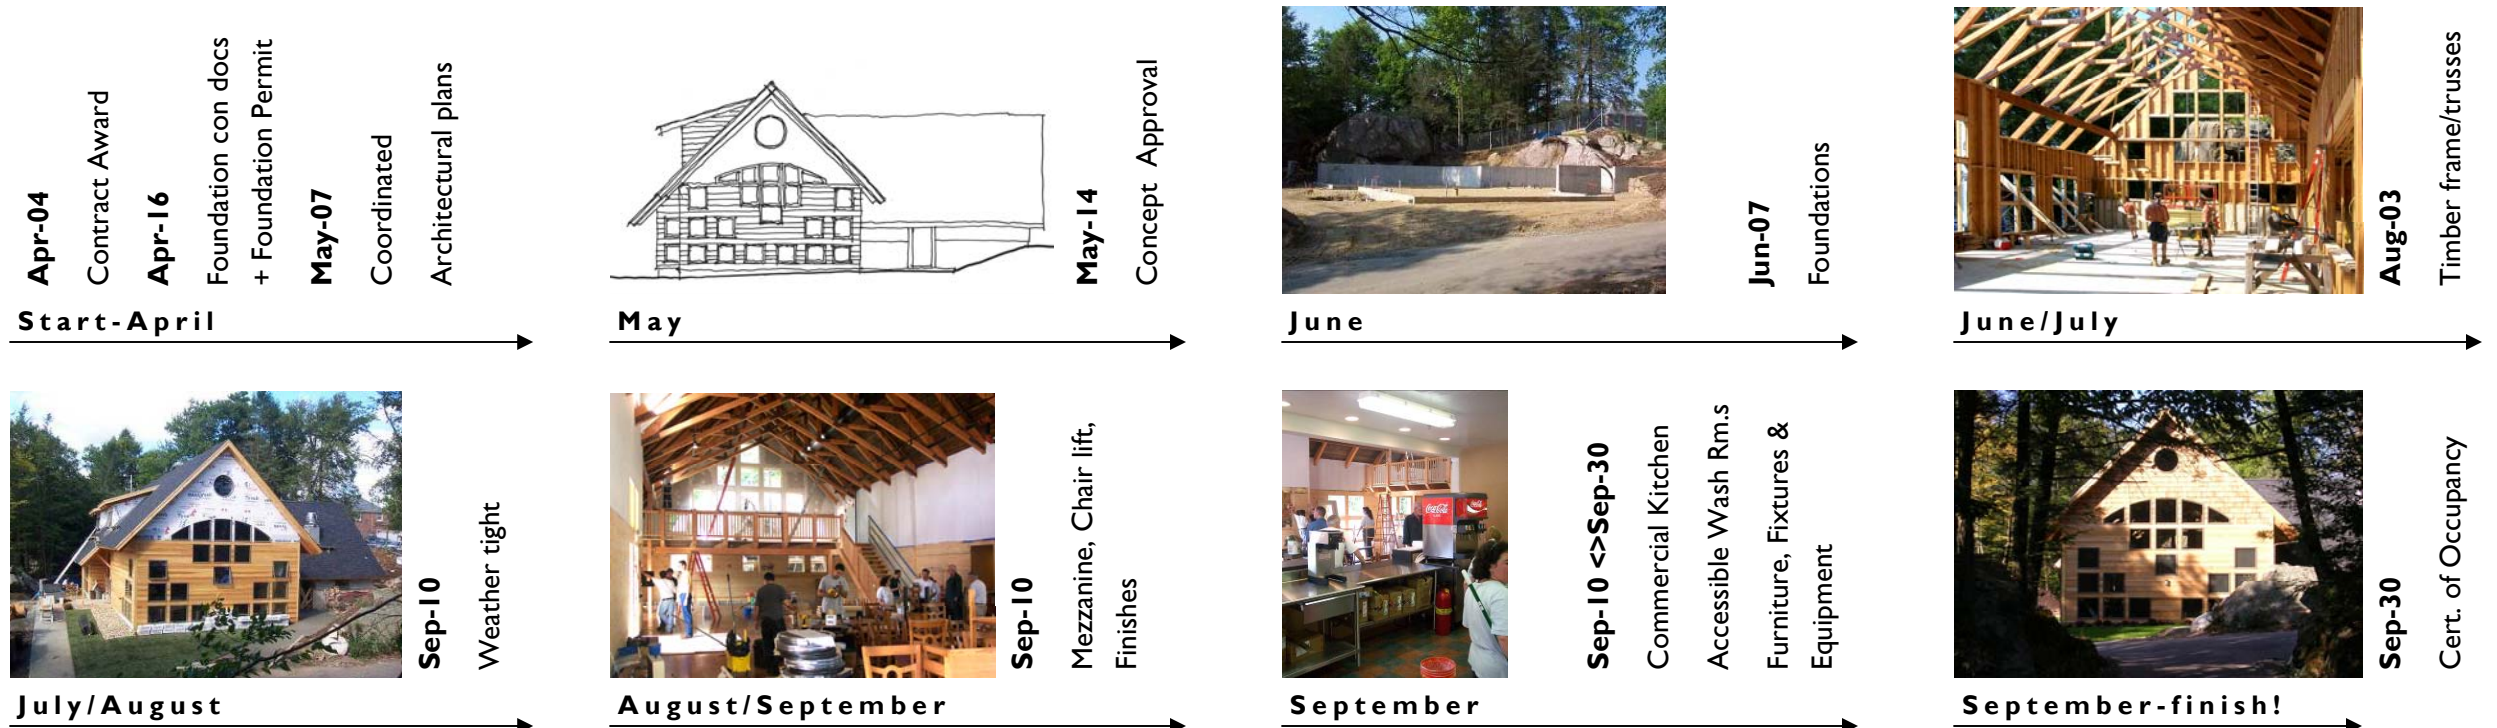 Apr-04
Contract Award
Apr-16
Foundation con docs
+ Foundation Permit
May-07
Coordinated
Architectural plans
Start-April
May-14
Concept Approval
May
Jun-07
Foundations
June
Aug-03
Timber frame/trusses
June/July
Sep-10
Weather tight
July/August
Sep-10
Mezzanine, Chair lift,
Finishes
August/September
Coca-Cola
Sep-10 <>Sep-30
Commercial Kitchen
Accessible Wash Rm.s
Furniture, Fixtures &
Equipment
September
Sep-30
Cert. of Occupancy
September-finish!